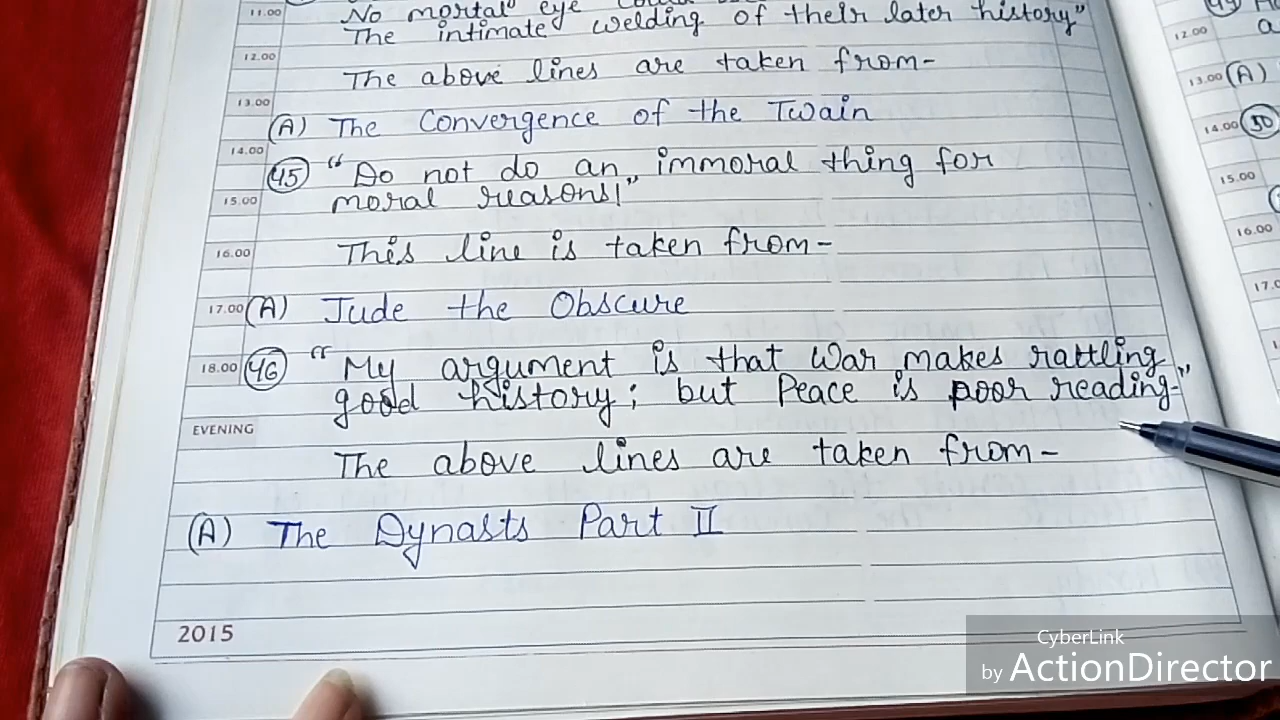 11.00 No mortal eye
The intimate welding of their later history"
12.00
The above lines are taken from-
13.00
(A) The Convergence of the Twain
14.00
45 "Do not do an immoral thing for
15.00 moral reasons!"
16.00 This line is taken from-
17.00 (A) Jude the Obscure
18.00 46 "My argument is that War makes rattling
good history; but Peace is poor reading."
EVENING
The above lines are taken from-
(A) The Dynasts Part II
2015
12.00 a
13.00 (A)
14.00 50
15.00
16.00
17.0
CyberLink
by ActionDirector